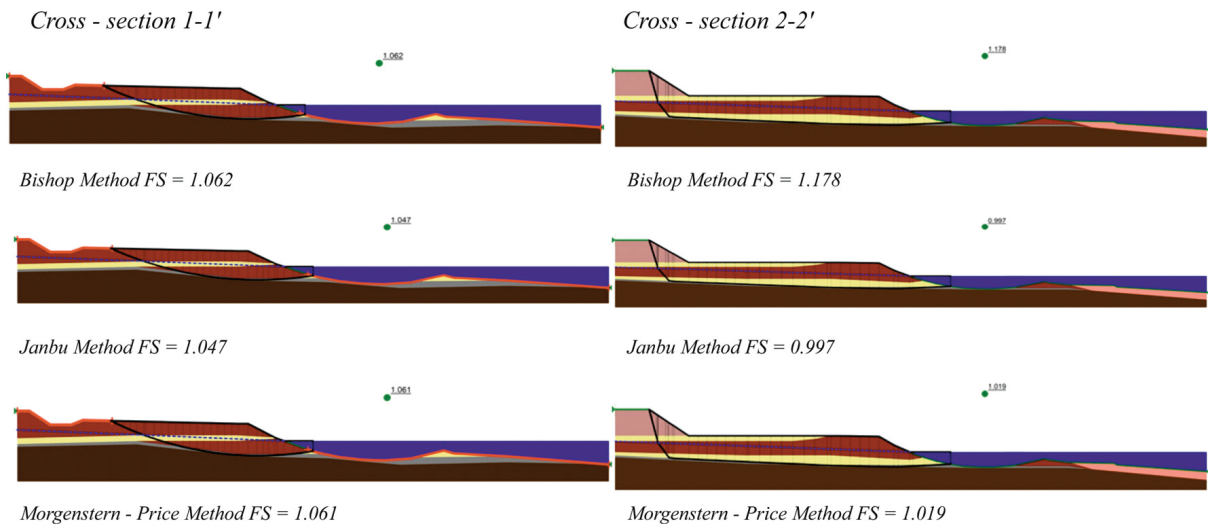 Cross - section 1-1'
Cross - section 2-2'
1.062
1.178
Bishop Method FS = 1.062
Bishop Method FS = 1.178
1.047
0.997
Janbu Method FS = 1.047
Janbu Method FS = 0.997
1.061
1.019
Morgenstern - Price Method FS = 1.061
Morgenstern - Price Method FS = 1.019